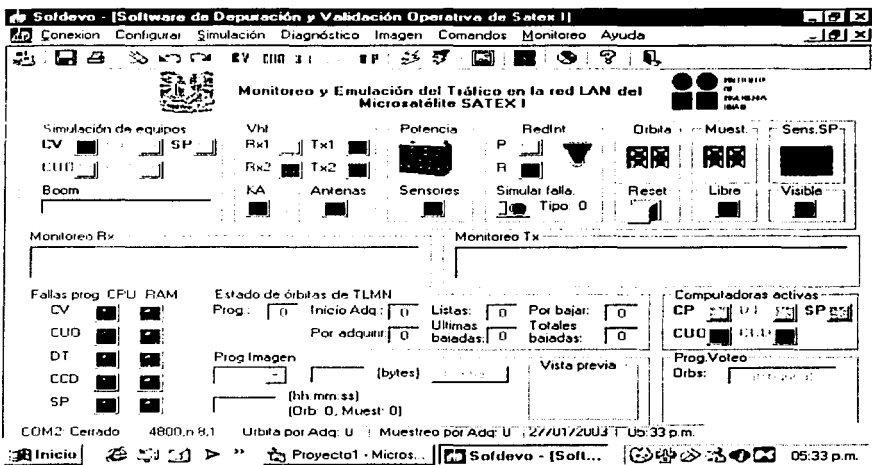 Sofdevo - [Software de Depuración y Validación Operativa de Satex I]
Conexion Configurar Simulación Diagnóstico Imagen Comandos Monitoreo Ayuda
Monitoreo y Emulación del Tráfico en la red LAN del
Microsatélite SATEX I
Simulación de equipos Vhf Potencia RedInt Orbita Muest. Sens.SP
CV SP Rx1 Tx1 P
CUO Rx2 Tx2 R
Boom KA Antenas Sensores Simular falla. Reset Libre Visible
Tipo: 0
Monitoreo Rx Monitoreo Tx
Fallas prog. CPU RAM Estado de órbitas de TLMN Computadoras activas
CV Prog.: 0 Inicio Adq.: 0 Listas: 0 Por bajar: 0 CP DT SP
CUO Por adquirir: 0 Ultimas bajadas: 0 Totales bajadas: 0 CUO CCD
DT Prog Imagen Vista previa Prog.Voteo
CCD (bytes) Orbs:
SP (hh:mm:ss)
(Orb: 0, Muest: 0)
COM2: Cerrado 4800,n,8,1 Orbita por Adq: 0 Muestreo por Adq: 0 27/01/2003 05:33 p.m.
Inicio Proyecto1 - Micros... Sofdevo - [Soft... 05:33 p.m.